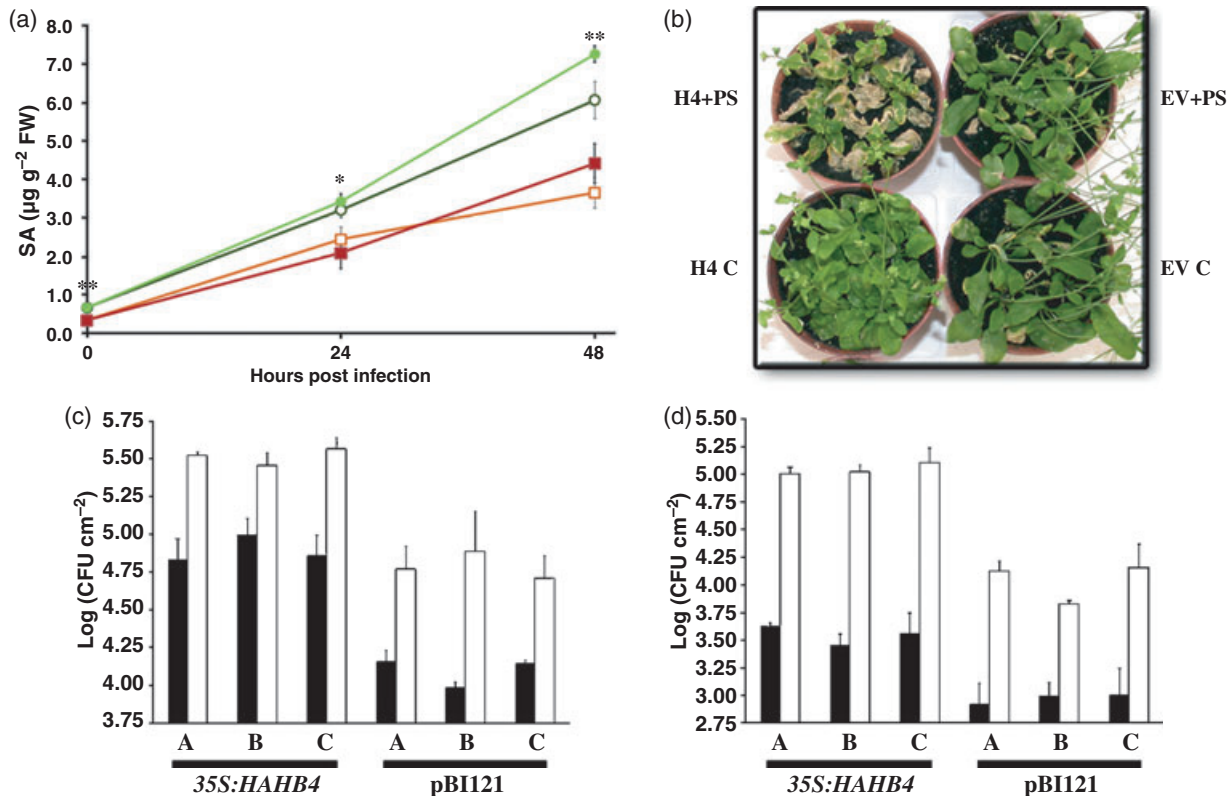 (a)
8.0
7.0
6.0
5.0
4.0
3.0
2.0
1.0
0.0
SA (µg g⁻² FW)
**
*
**
0 24 48
Hours post infection
(b)
H4+PS
EV+PS
H4 C
EV C
(c)
5.75
5.50
5.25
5.00
4.75
4.50
4.25
4.00
3.75
Log (CFU cm⁻²)
A B C A B C
35S:HAHB4 pBI121
(d)
5.50
5.25
5.00
4.75
4.50
4.25
4.00
3.75
3.50
3.25
3.00
2.75
Log (CFU cm⁻²)
A B C A B C
35S:HAHB4 pBI121